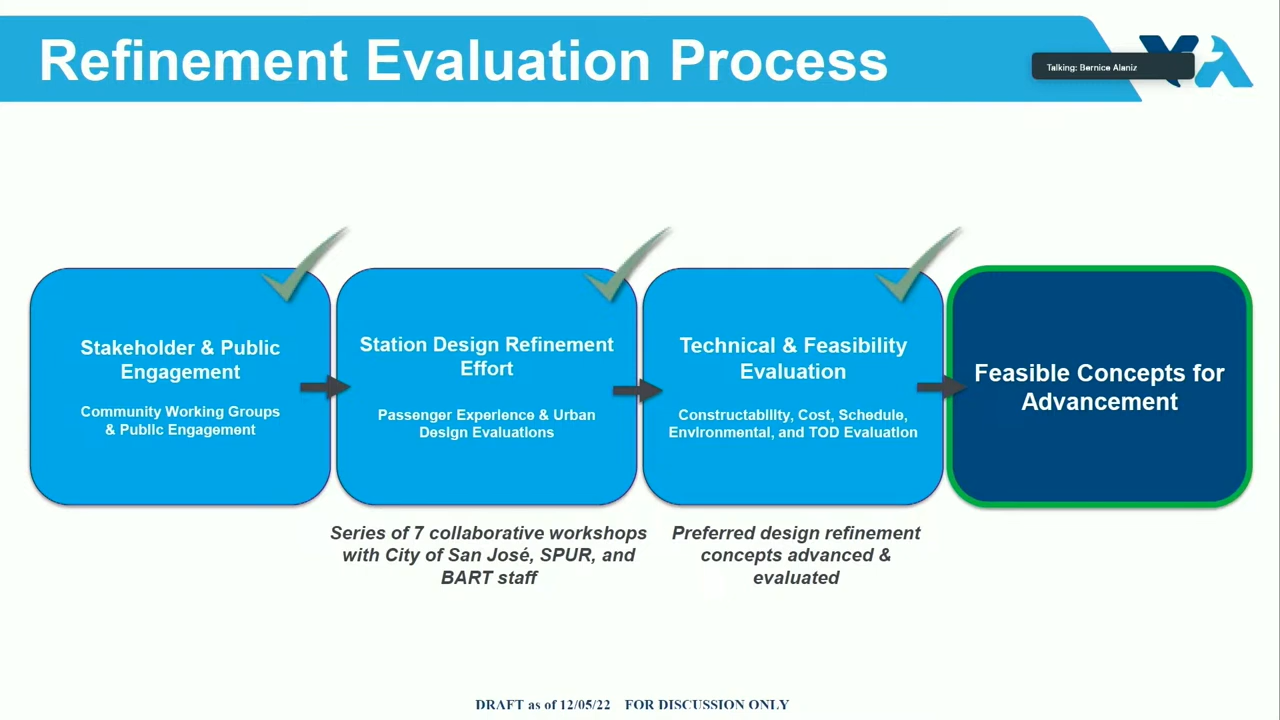 Refinement Evaluation Process
Talking: Bernice Alaniz
VTA
Stakeholder & Public
Engagement
Community Working Groups
& Public Engagement
Station Design Refinement
Effort
Passenger Experience & Urban
Design Evaluations
Technical & Feasibility
Evaluation
Constructability, Cost, Schedule,
Environmental, and TOD Evaluation
Feasible Concepts for
Advancement
Series of 7 collaborative workshops
with City of San José, SPUR, and
BART staff
Preferred design refinement
concepts advanced &
evaluated
DRAFT as of 12/05/22 FOR DISCUSSION ONLY